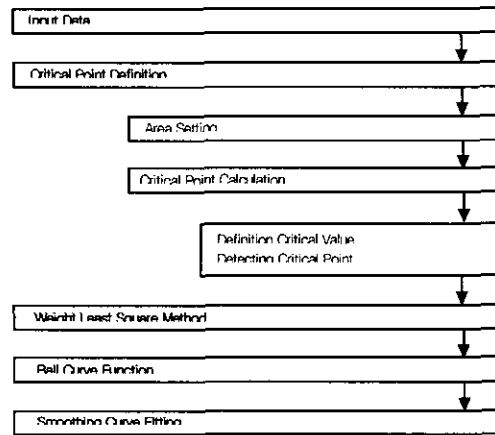 Input Data
Critical Point Definition
Area Setting
Critical Point Calculation
Definition Critical Value
Detecting Critical Point
Weight Least Square Method
Ball Curve Function
Smoothing Curve Fitting